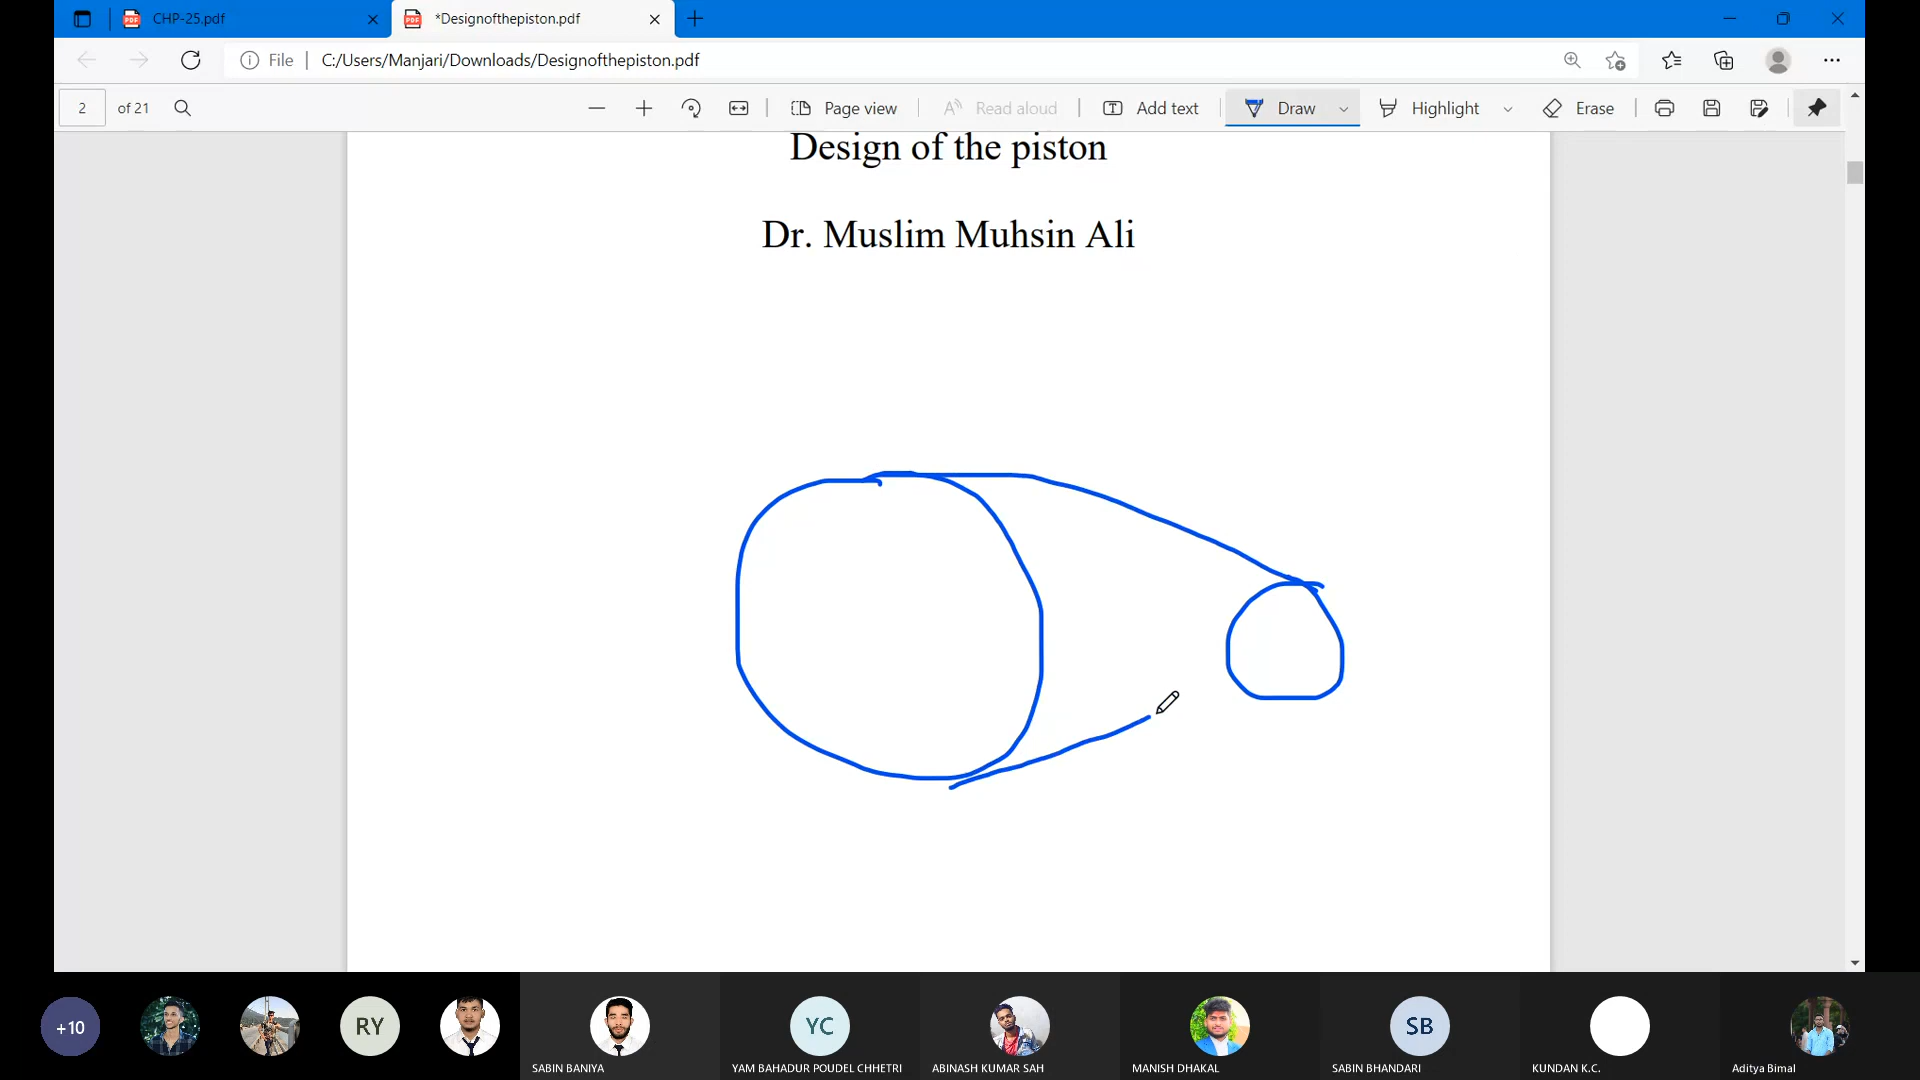 CHP-25.pdf
*Designofthepiston.pdf
File
C:/Users/Manjari/Downloads/Designofthepiston.pdf
2 of 21
Page view
Read aloud
Add text
Draw
Highlight
Erase
Design of the piston
Dr. Muslim Muhsin Ali
+10
RY
YC
SB
SABIN BANIYA
YAM BAHADUR POUDEL CHHETRI
ABINASH KUMAR SAH
MANISH DHAKAL
SABIN BHANDARI
KUNDAN K.C.
Aditya Bimal